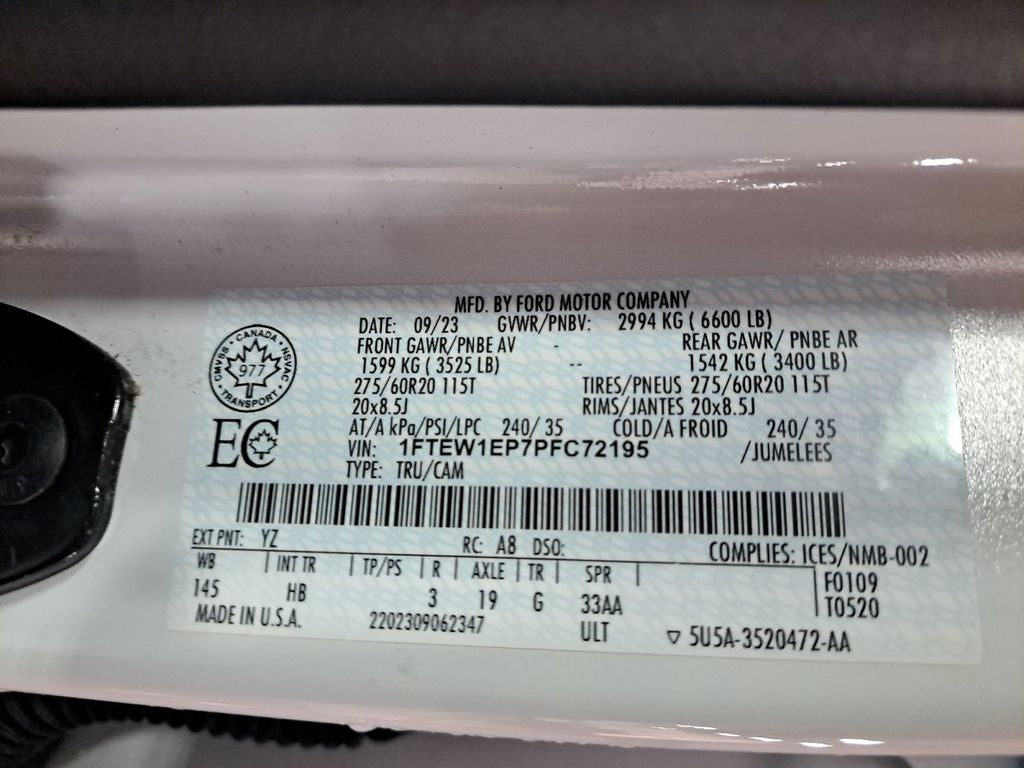 MFD. BY FORD MOTOR COMPANY
DATE: 09/23 GVWR/PNBV: 2994 KG ( 6600 LB)
FRONT GAWR/PNBE AV - REAR GAWR/ PNBE AR
1599 KG ( 3525 LB) -- 1542 KG ( 3400 LB)
275/60R20 115T TIRES/PNEUS 275/60R20 115T
20x8.5J RIMS/JANTES 20x8.5J
AT/A kPa/PSI/LPC 240/ 35 COLD/A FROID 240/ 35
VIN: 1FTEW1EP7PFC72195 /JUMELEES
TYPE: TRU/CAM
CANADA
CMVSS NSVAC
977
TRANSPORT
EC
EXT PNT: YZ RC: A8 DSO: COMPLIES: ICES/NMB-002
WB | INT TR | TP/PS | R | AXLE | TR | SPR | F0109
145 HB 3 19 G 33AA T0520
MADE IN U.S.A. 2202309062347 ULT ▽ 5U5A-3520472-AA